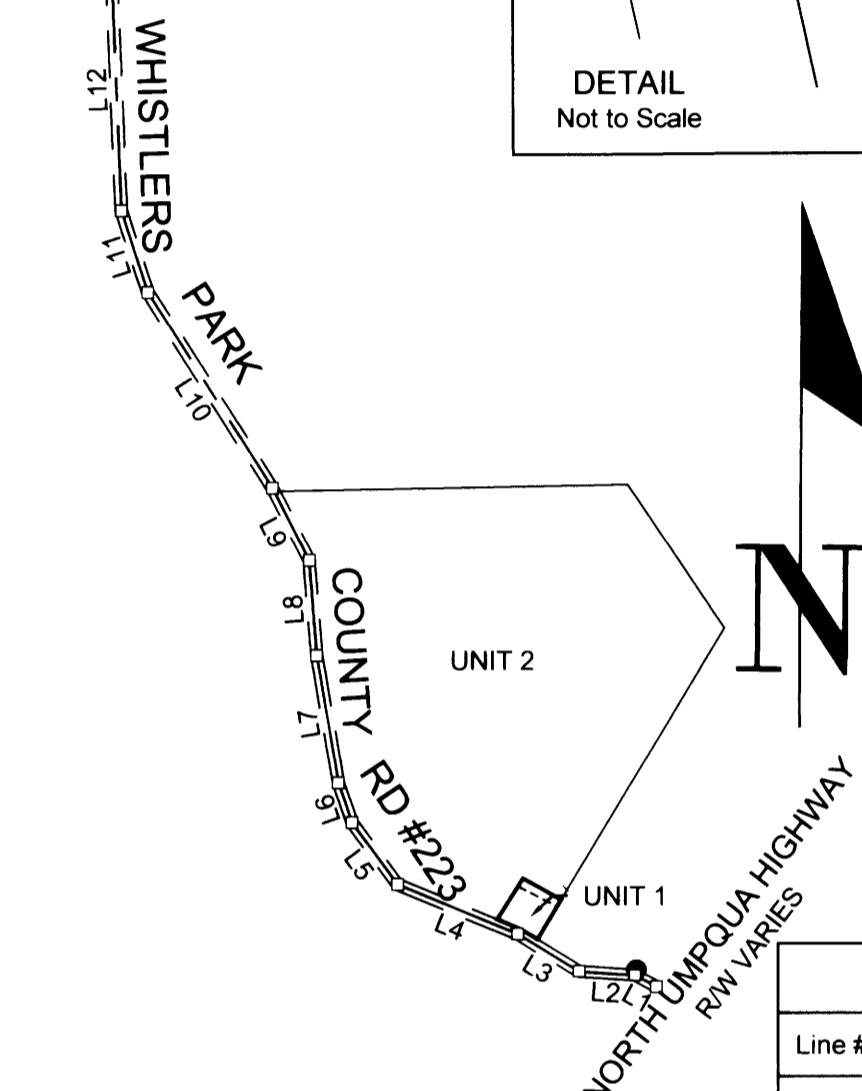 DETAIL
Not to Scale
L12
WHISTLERS
L11
PARK
L10
L9
L8
COUNTY
N
UNIT 2
L7
L6
RD #223
L5
UNIT 1
L4
L3
L2
L1
NORTH UMPQUA HIGHWAY
R/W VARIES
Line #